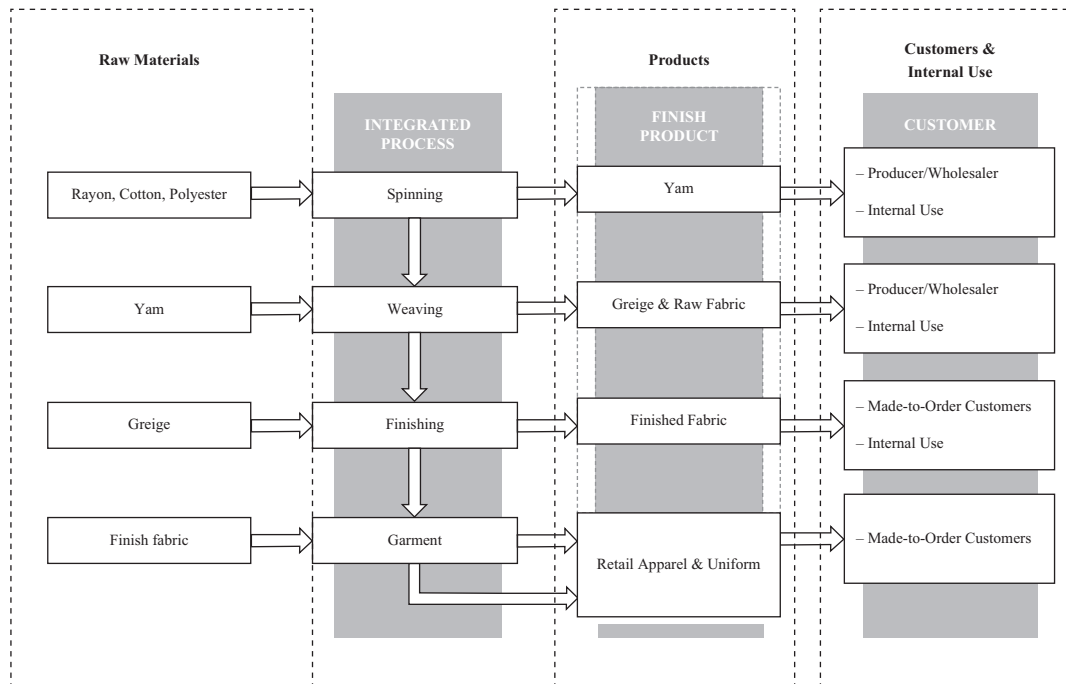 Raw Materials
Products
Customers &
Internal Use
INTEGRATED
PROCESS
FINISH
PRODUCT
CUSTOMER
Rayon, Cotton, Polyester
Spinning
Yam
– Producer/Wholesaler
– Internal Use
Yam
Weaving
Greige & Raw Fabric
– Producer/Wholesaler
– Internal Use
Greige
Finishing
Finished Fabric
– Made-to-Order Customers
– Internal Use
Finish fabric
Garment
Retail Apparel & Uniform
– Made-to-Order Customers